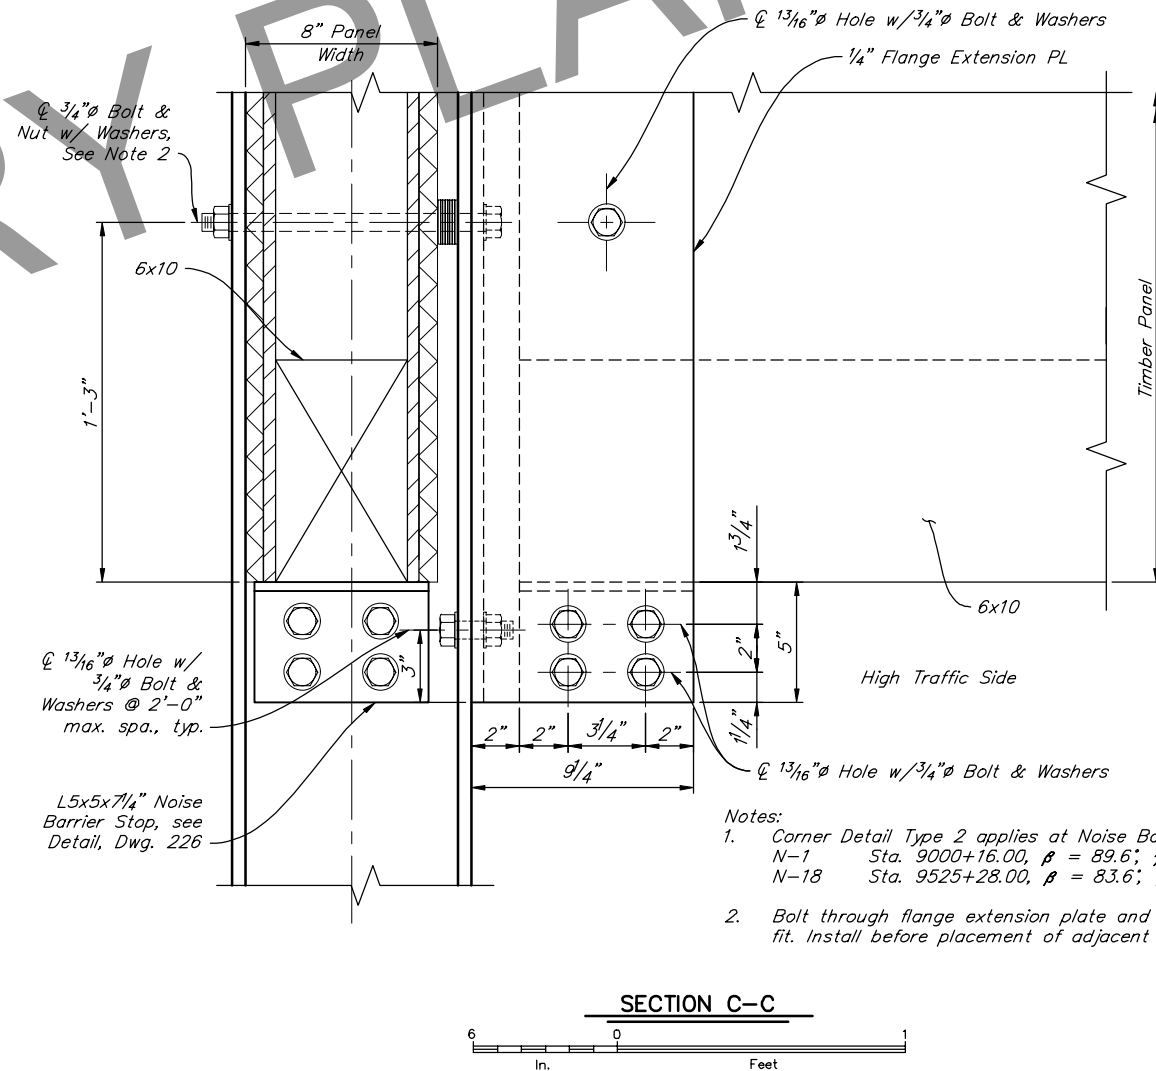 RY PLAN
8" Panel
Width
℄ 13/16"ø Hole w/3/4"ø Bolt & Washers
1/4" Flange Extension PL
℄ 3/4"ø Bolt &
Nut w/ Washers,
See Note 2
6x10
1'-3"
Timber Panel
1 3/4"
2"
5"
1 1/4"
3"
6x10
High Traffic Side
℄ 13/16"ø Hole w/
3/4"ø Bolt &
Washers @ 2'-0"
max. spa., typ.
2" 2" 3 1/4" 2"
9 1/4"
℄ 13/16"ø Hole w/3/4"ø Bolt & Washers
L5x5x7 1/4" Noise
Barrier Stop, see
Detail, Dwg. 226
Notes:
1. Corner Detail Type 2 applies at Noise
N-1 Sta. 9000+16.00, β = 89.6°,
N-18 Sta. 9525+28.00, β = 83.6°,
2. Bolt through flange extension plate and
fit. Install before placement of adjacent
SECTION C-C
6 0 1
In. Feet